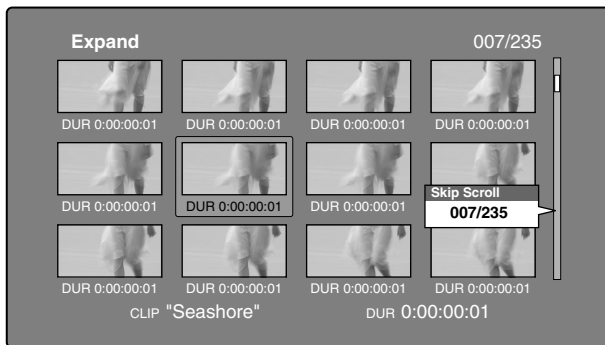 Expand 007/235
DUR 0:00:00:01 DUR 0:00:00:01 DUR 0:00:00:01 DUR 0:00:00:01
DUR 0:00:00:01 DUR 0:00:00:01 DUR 0:00:00:01
Skip Scroll
007/235
DUR 0:00:00:01 DUR 0:00:00:01 DUR 0:00:00:01 DUR 0:00:00:01
CLIP "Seashore" DUR 0:00:00:01